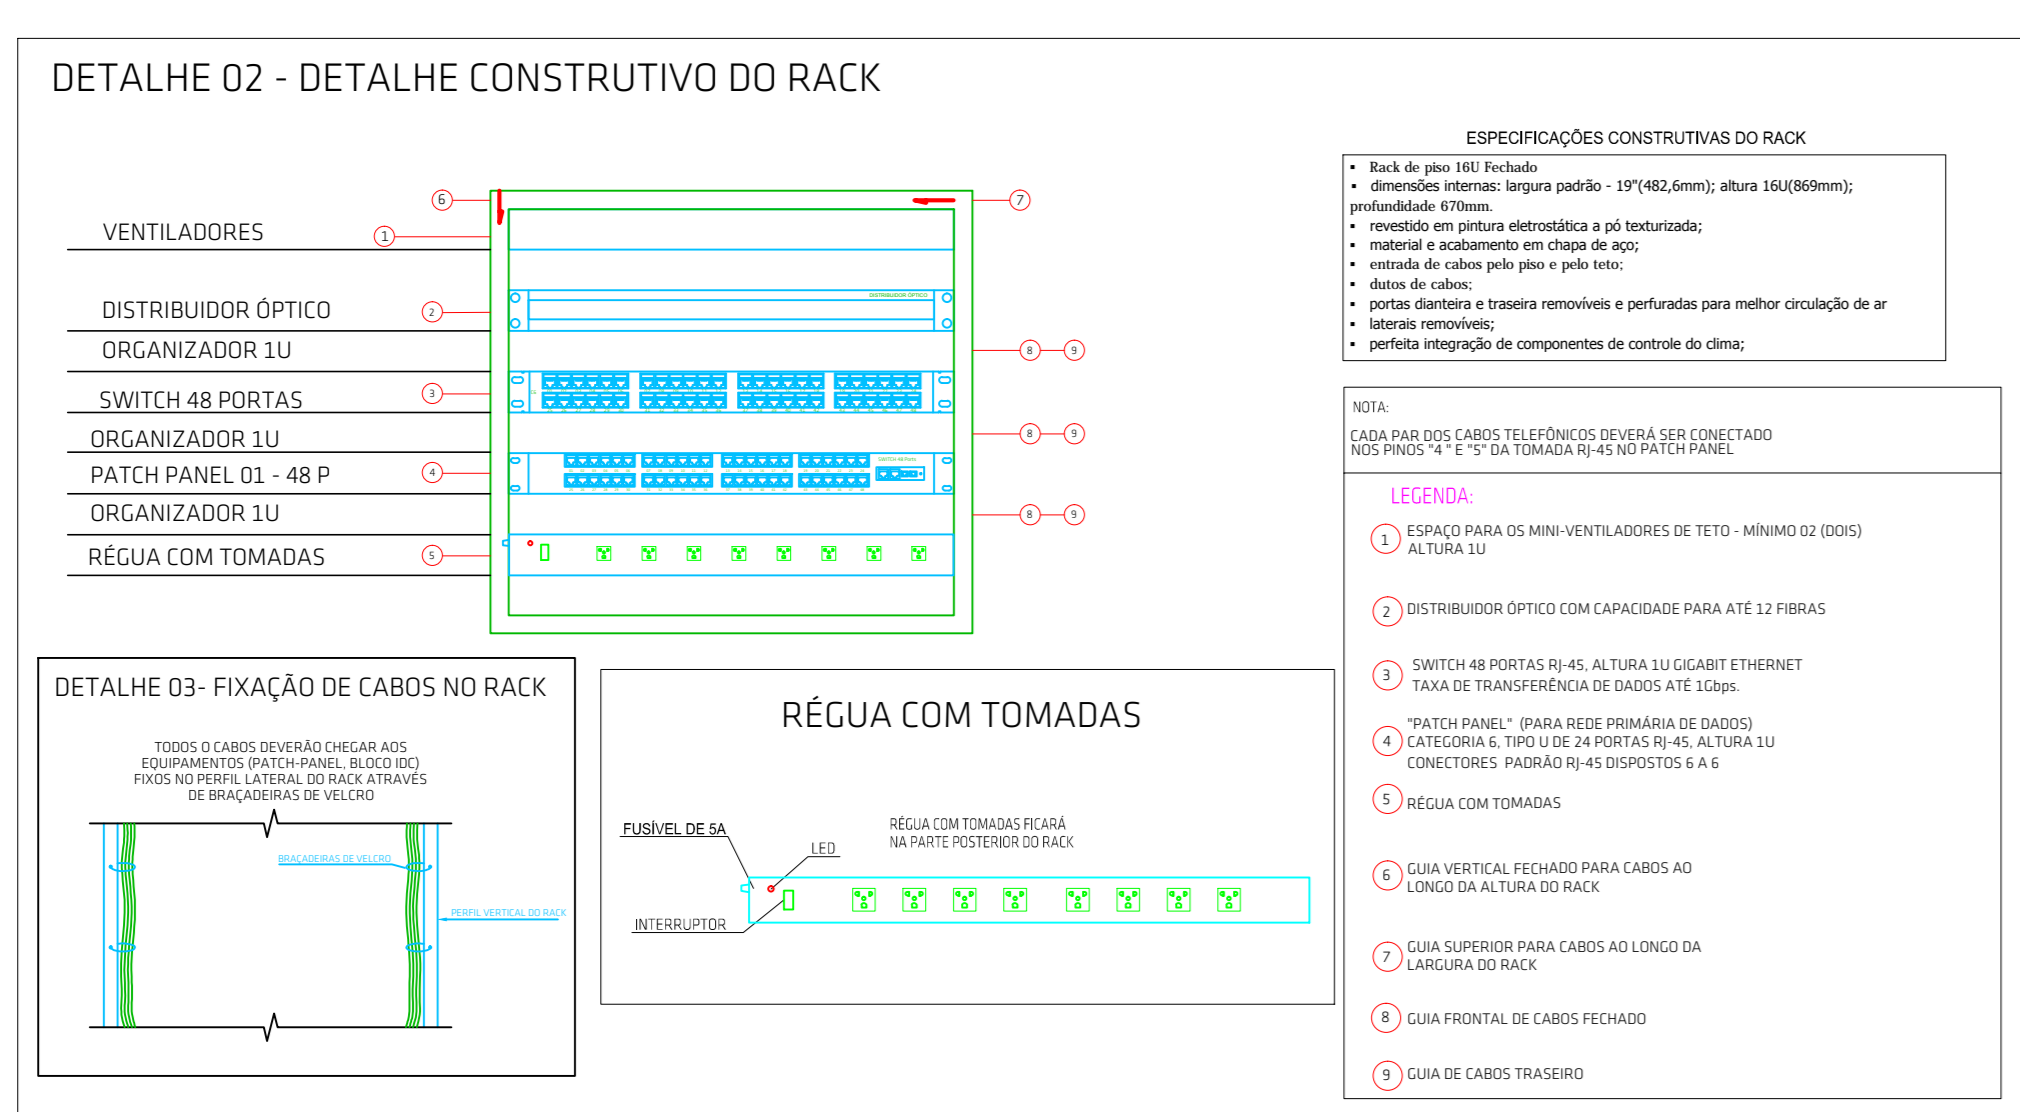 DETALHE 02 - DETALHE CONSTRUTIVO DO RACK
VENTILADORES
DISTRIBUIDOR ÓPTICO
ORGANIZADOR 1U
SWITCH 48 PORTAS
ORGANIZADOR 1U
PATCH PANEL 01 - 48 P
ORGANIZADOR 1U
RÉGUA COM TOMADAS
6
7
1
2
DISTRIBUIDOR ÓPTICO
8
9
3
8
9
4
SWITCH 48 Ports
8
9
5
ESPECIFICAÇÕES CONSTRUTIVAS DO RACK
▪ Rack de piso 16U Fechado
▪ dimensões internas: largura padrão - 19"(482,6mm); altura 16U(869mm);
profundidade 670mm.
▪ revestido em pintura eletrostática a pó texturizada;
▪ material e acabamento em chapa de aço;
▪ entrada de cabos pelo piso e pelo teto;
▪ dutos de cabos;
▪ portas dianteira e traseira removíveis e perfuradas para melhor circulação de ar
▪ laterais removíveis;
▪ perfeita integração de componentes de controle do clima;
NOTA:
CADA PAR DOS CABOS TELEFÔNICOS DEVERÁ SER CONECTADO
NOS PINOS "4 " E "5" DA TOMADA RJ-45 NO PATCH PANEL
LEGENDA:
1 ESPAÇO PARA OS MINI-VENTILADORES DE TETO - MÍNIMO 02 (DOIS)
ALTURA 1U
2 DISTRIBUIDOR ÓPTICO COM CAPACIDADE PARA ATÉ 12 FIBRAS
3 SWITCH 48 PORTAS RJ-45, ALTURA 1U GIGABIT ETHERNET
TAXA DE TRANSFERÊNCIA DE DADOS ATÉ 1Gbps.
4 "PATCH PANEL" (PARA REDE PRIMÁRIA DE DADOS)
CATEGORIA 6, TIPO U DE 24 PORTAS RJ-45, ALTURA 1U
CONECTORES PADRÃO RJ-45 DISPOSTOS 6 A 6
5 RÉGUA COM TOMADAS
6 GUIA VERTICAL FECHADO PARA CABOS AO
LONGO DA ALTURA DO RACK
7 GUIA SUPERIOR PARA CABOS AO LONGO DA
LARGURA DO RACK
8 GUIA FRONTAL DE CABOS FECHADO
9 GUIA DE CABOS TRASEIRO
DETALHE 03- FIXAÇÃO DE CABOS NO RACK
TODOS O CABOS DEVERÃO CHEGAR AOS
EQUIPAMENTOS (PATCH-PANEL, BLOCO IDC)
FIXOS NO PERFIL LATERAL DO RACK ATRAVÉS
DE BRAÇADEIRAS DE VELCRO
BRAÇADEIRAS DE VELCRO
PERFIL VERTICAL DO RACK
RÉGUA COM TOMADAS
FUSÍVEL DE 5A
LED
RÉGUA COM TOMADAS FICARÁ
NA PARTE POSTERIOR DO RACK
INTERRUPTOR